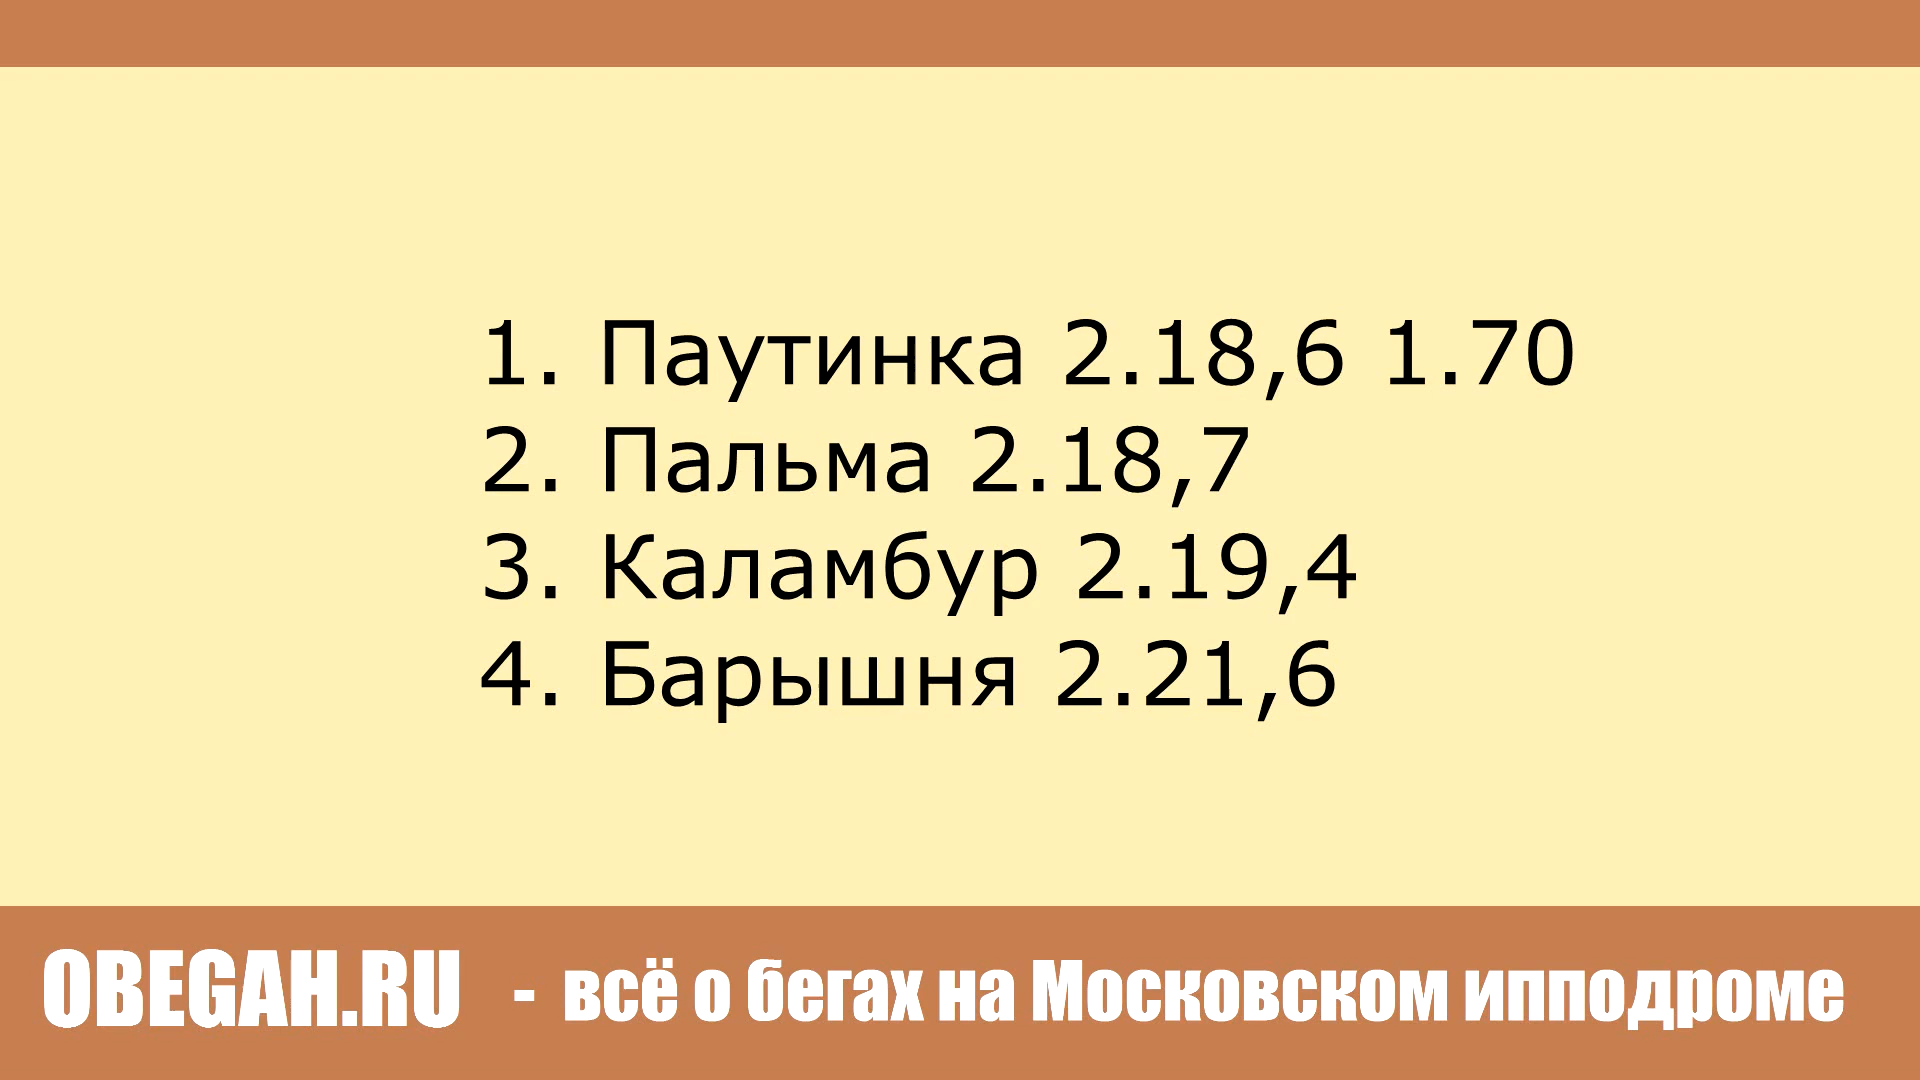 1. Паутинка 2.18,6 1.70
2. Пальма 2.18,7
3. Каламбур 2.19,4
4. Барышня 2.21,6
OBEGAH.RU - всё о бегах на Московском ипподроме